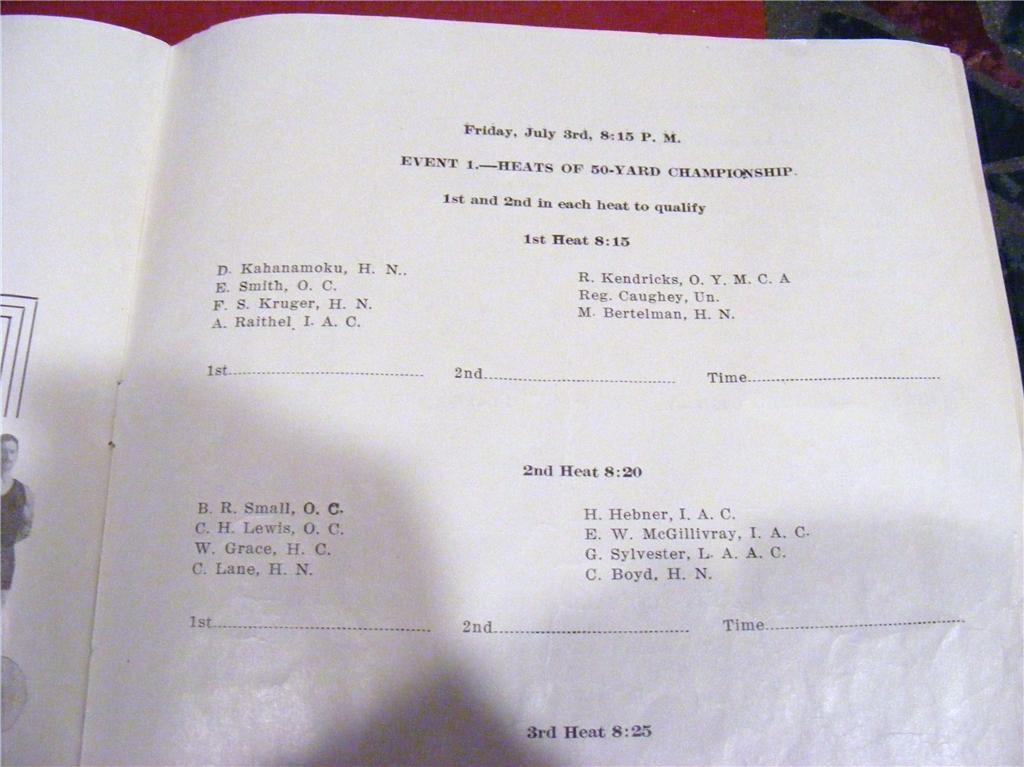 Friday, July 3rd, 8:15 P. M.
EVENT 1.—HEATS OF 50-YARD CHAMPIONSHIP.
1st and 2nd in each heat to qualify
1st Heat 8:15
D. Kahanamoku, H. N..
E. Smith, O. C.
F. S. Kruger, H. N.
A. Raithel I. A. C.
R. Kendricks, O. Y. M. C. A
Reg. Caughey, Un.
M. Bertelman, H. N.
1st.............................. 2nd.............................. Time..............................
2nd Heat 8:20
B. R. Small, O. C.
C. H. Lewis, O. C.
W. Grace, H. C.
C. Lane, H. N.
H. Hebner, I. A. C.
E. W. McGillivray, I. A. C.
G. Sylvester, L. A. A. C.
C. Boyd, H. N.
1st.............................. 2nd.............................. Time..............................
3rd Heat 8:25